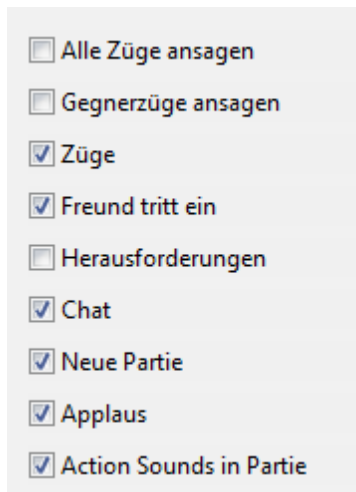 Alle Züge ansagen
Gegnerzüge ansagen
Züge
Freund tritt ein
Herausforderungen
Chat
Neue Partie
Applaus
Action Sounds in Partie